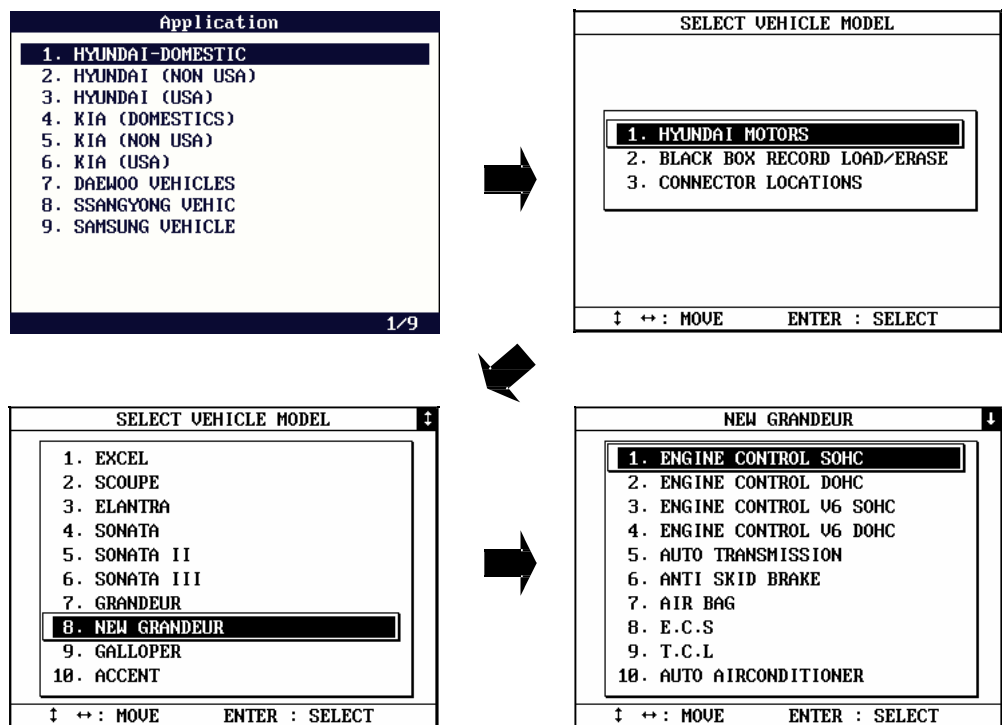 Application
1. HYUNDAI-DOMESTIC
2. HYUNDAI (NON USA)
3. HYUNDAI (USA)
4. KIA (DOMESTICS)
5. KIA (NON USA)
6. KIA (USA)
7. DAEWOO VEHICLES
8. SSANGYONG VEHIC
9. SAMSUNG VEHICLE
1/9
SELECT VEHICLE MODEL
1. HYUNDAI MOTORS
2. BLACK BOX RECORD LOAD/ERASE
3. CONNECTOR LOCATIONS
↕ ↔: MOVE ENTER : SELECT
SELECT VEHICLE MODEL ↕
1. EXCEL
2. SCOUPE
3. ELANTRA
4. SONATA
5. SONATA II
6. SONATA III
7. GRANDEUR
8. NEW GRANDEUR
9. GALLOPER
10. ACCENT
↕ ↔: MOVE ENTER : SELECT
NEW GRANDEUR ↓
1. ENGINE CONTROL SOHC
2. ENGINE CONTROL DOHC
3. ENGINE CONTROL V6 SOHC
4. ENGINE CONTROL V6 DOHC
5. AUTO TRANSMISSION
6. ANTI SKID BRAKE
7. AIR BAG
8. E.C.S
9. T.C.L
10. AUTO AIRCONDITIONER
↕ ↔: MOVE ENTER : SELECT